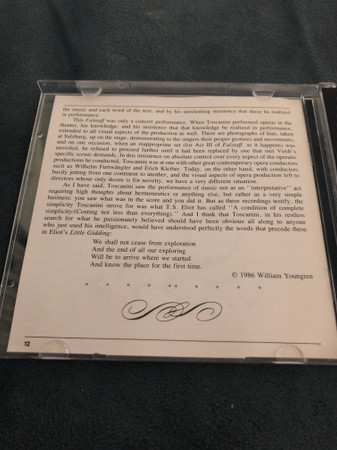 the music and each word of the text, and by his unrelenting insistence that these be realized
in performance.
This Falstaff was only a concert performance. When Toscanini performed operas in the
theater, his knowledge, and his insistence that that knowledge be realized in performance,
extended to all visual aspects of the production as well. There are photographs of him, taken
at Salzburg, up on the stage, demonstrating to the singers their proper gestures and movements;
and on one occasion, when an inappropriate set (for Act III of Falstaff, as it happens) was
unveiled, he refused to proceed further until it had been replaced by one that met Verdi's
specific scenic demands. In this insistence on absolute control over every aspect of the operatic
productions he conducted, Toscanini was at one with other great contemporary opera conductors
such as Wilhelm Furtwängler and Erich Kleiber. Today, on the other hand, with conductors
busily jetting from one continent to another, and the visual aspects of opera production left to
directors whose only desire is for novelty, we have a very different situation.
As I have said, Toscanini saw the performance of music not as an "interpretative" act
requiring high thoughts about hermeneutics or anything else, but rather as a very simple
business: you saw what was in the score and you did it. But as these recordings testify, the
simplicity Toscanini strove for was what T.S. Eliot has called "A condition of complete
simplicity/(Costing not less than everything)." And I think that Toscanini, in his restless
search for what he passionately believed should have been obvious all along to anyone
who just used his intelligence, would have understood perfectly the words that precede these
in Eliot's Little Gidding:
We shall not cease from exploration
And the end of all our exploring
Will be to arrive where we started
And know the place for the first time.
© 1986 William Youngren
12